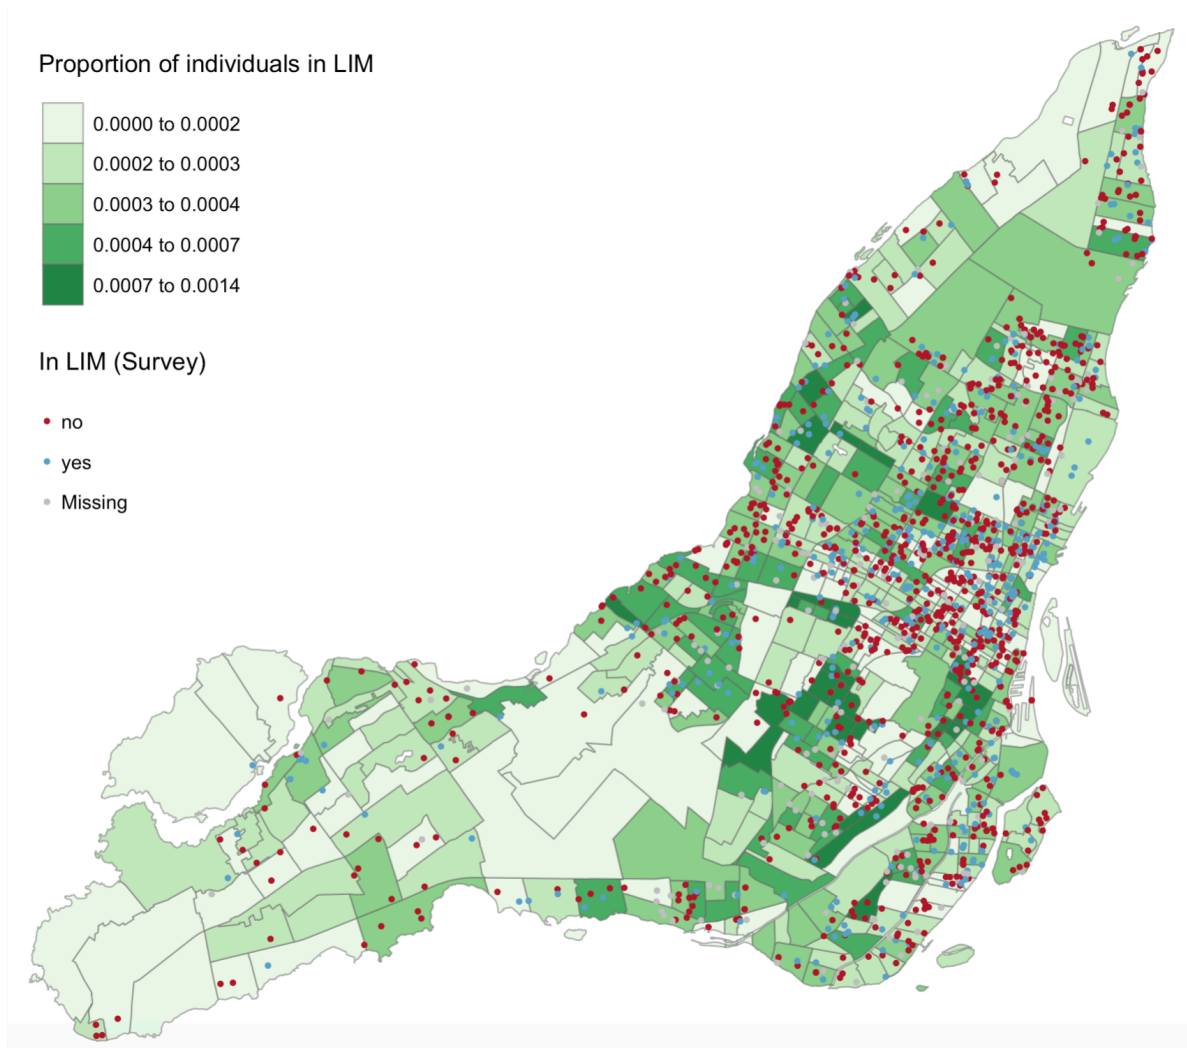 Proportion of individuals in LIM
0.0000 to 0.0002
0.0002 to 0.0003
0.0003 to 0.0004
0.0004 to 0.0007
0.0007 to 0.0014
In LIM (Survey)
no
yes
Missing